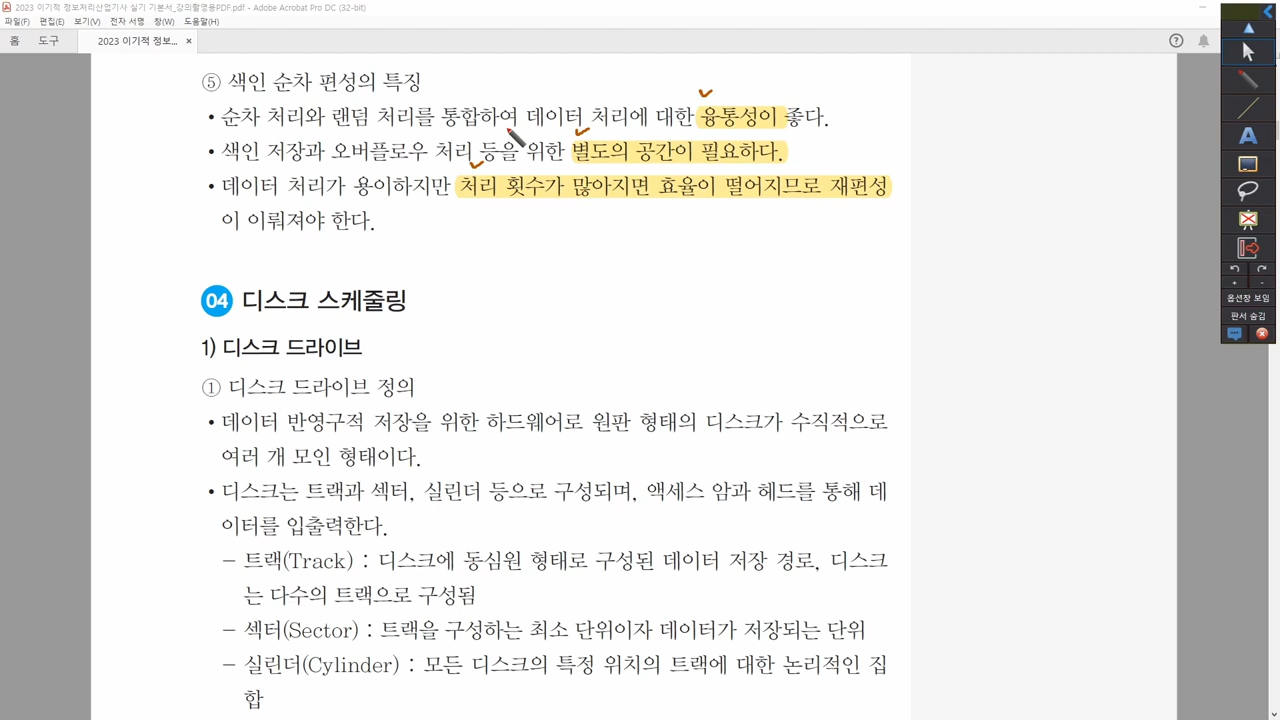 2023 이기적 정보처리산업기사 실기 기본서_강의촬영용PDF.pdf - Adobe Acrobat Pro DC (32-bit)
파일(F) 편집(E) 보기(V) 전자 서명 창(W) 도움말(H)
홈 도구 2023 이기적 정보... ×
⑤ 색인 순차 편성의 특징
• 순차 처리와 랜덤 처리를 통합하여 데이터 처리에 대한 융통성이 좋다.
• 색인 저장과 오버플로우 처리 등을 위한 별도의 공간이 필요하다.
• 데이터 처리가 용이하지만 처리 횟수가 많아지면 효율이 떨어지므로 재편성
이 이뤄져야 한다.
04 디스크 스케줄링
1) 디스크 드라이브
① 디스크 드라이브 정의
• 데이터 반영구적 저장을 위한 하드웨어로 원판 형태의 디스크가 수직적으로
여러 개 모인 형태이다.
• 디스크는 트랙과 섹터, 실린더 등으로 구성되며, 액세스 암과 헤드를 통해 데
이터를 입출력한다.
– 트랙(Track) : 디스크에 동심원 형태로 구성된 데이터 저장 경로, 디스크
는 다수의 트랙으로 구성됨
– 섹터(Sector) : 트랙을 구성하는 최소 단위이자 데이터가 저장되는 단위
– 실린더(Cylinder) : 모든 디스크의 특정 위치의 트랙에 대한 논리적인 집
합
A
+ -
옵션창 보임
판서 숨김